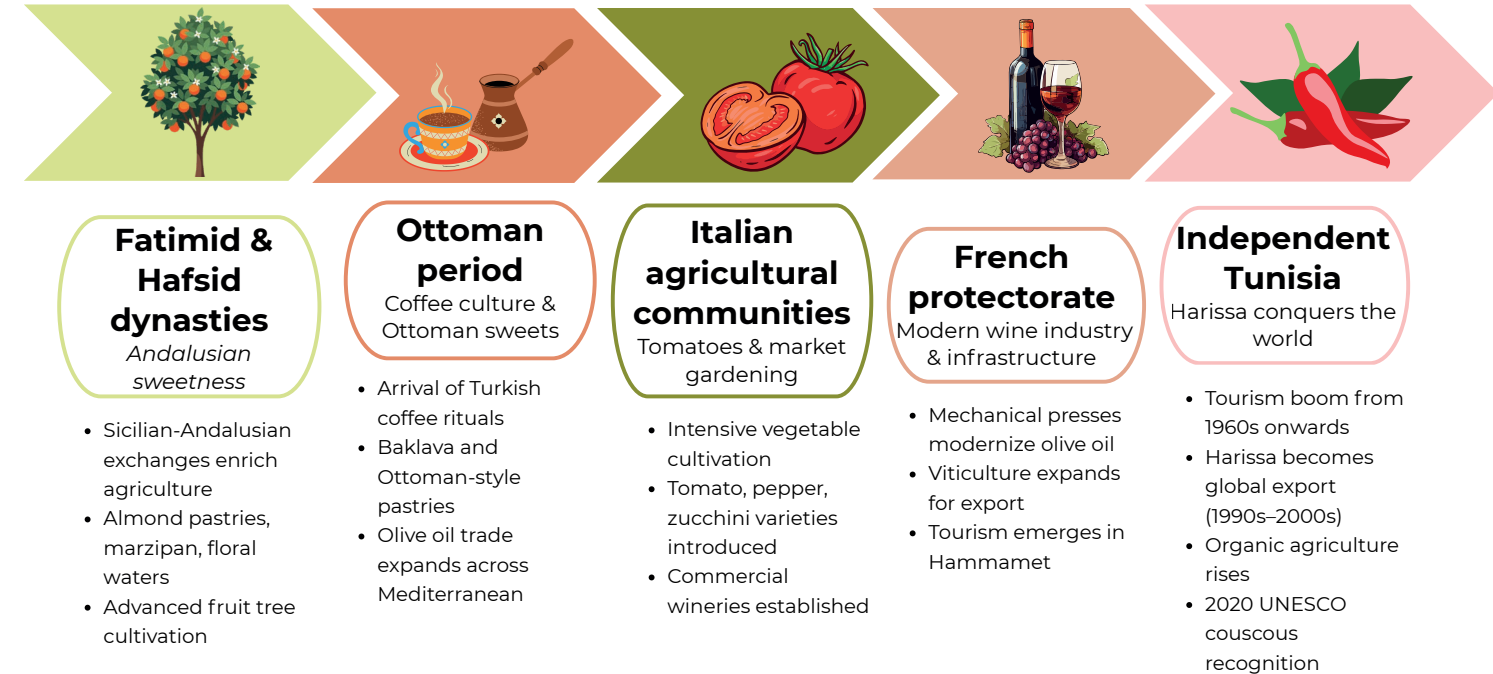 Fatimid &
Hafsid
dynasties
Andalusian
sweetness
• Sicilian-Andalusian
exchanges enrich
agriculture
• Almond pastries,
marzipan, floral
waters
• Advanced fruit tree
cultivation
Ottoman
period
Coffee culture &
Ottoman sweets
• Arrival of Turkish
coffee rituals
• Baklava and
Ottoman-style
pastries
• Olive oil trade
expands across
Mediterranean
Italian
agricultural
communities
Tomatoes & market
gardening
• Intensive vegetable
cultivation
• Tomato, pepper,
zucchini varieties
introduced
• Commercial
wineries established
French
protectorate
Modern wine industry
& infrastructure
• Mechanical presses
modernize olive oil
• Viticulture expands
for export
• Tourism emerges in
Hammamet
Independent
Tunisia
Harissa conquers the
world
• Tourism boom from
1960s onwards
• Harissa becomes
global export
(1990s–2000s)
• Organic agriculture
rises
• 2020 UNESCO
couscous
recognition